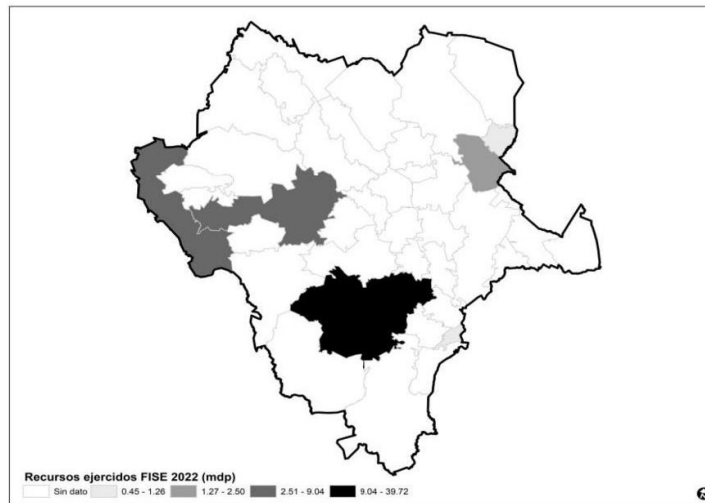 Recursos ejercidos FISE 2022 (mdp)
Sin dato 0.45 - 1.26 1.27 - 2.50 2.51 - 9.04 9.04 - 39.72